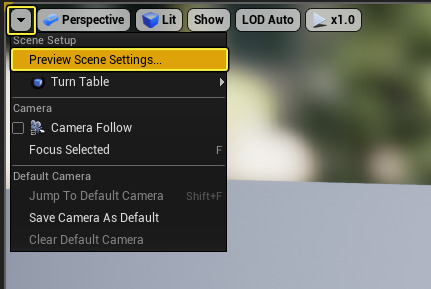 Perspective Lit Show LOD Auto x1.0
Scene Setup
Preview Scene Settings...
Turn Table
Camera
Camera Follow
Focus Selected F
Default Camera
Jump To Default Camera Shift+F
Save Camera As Default
Clear Default Camera